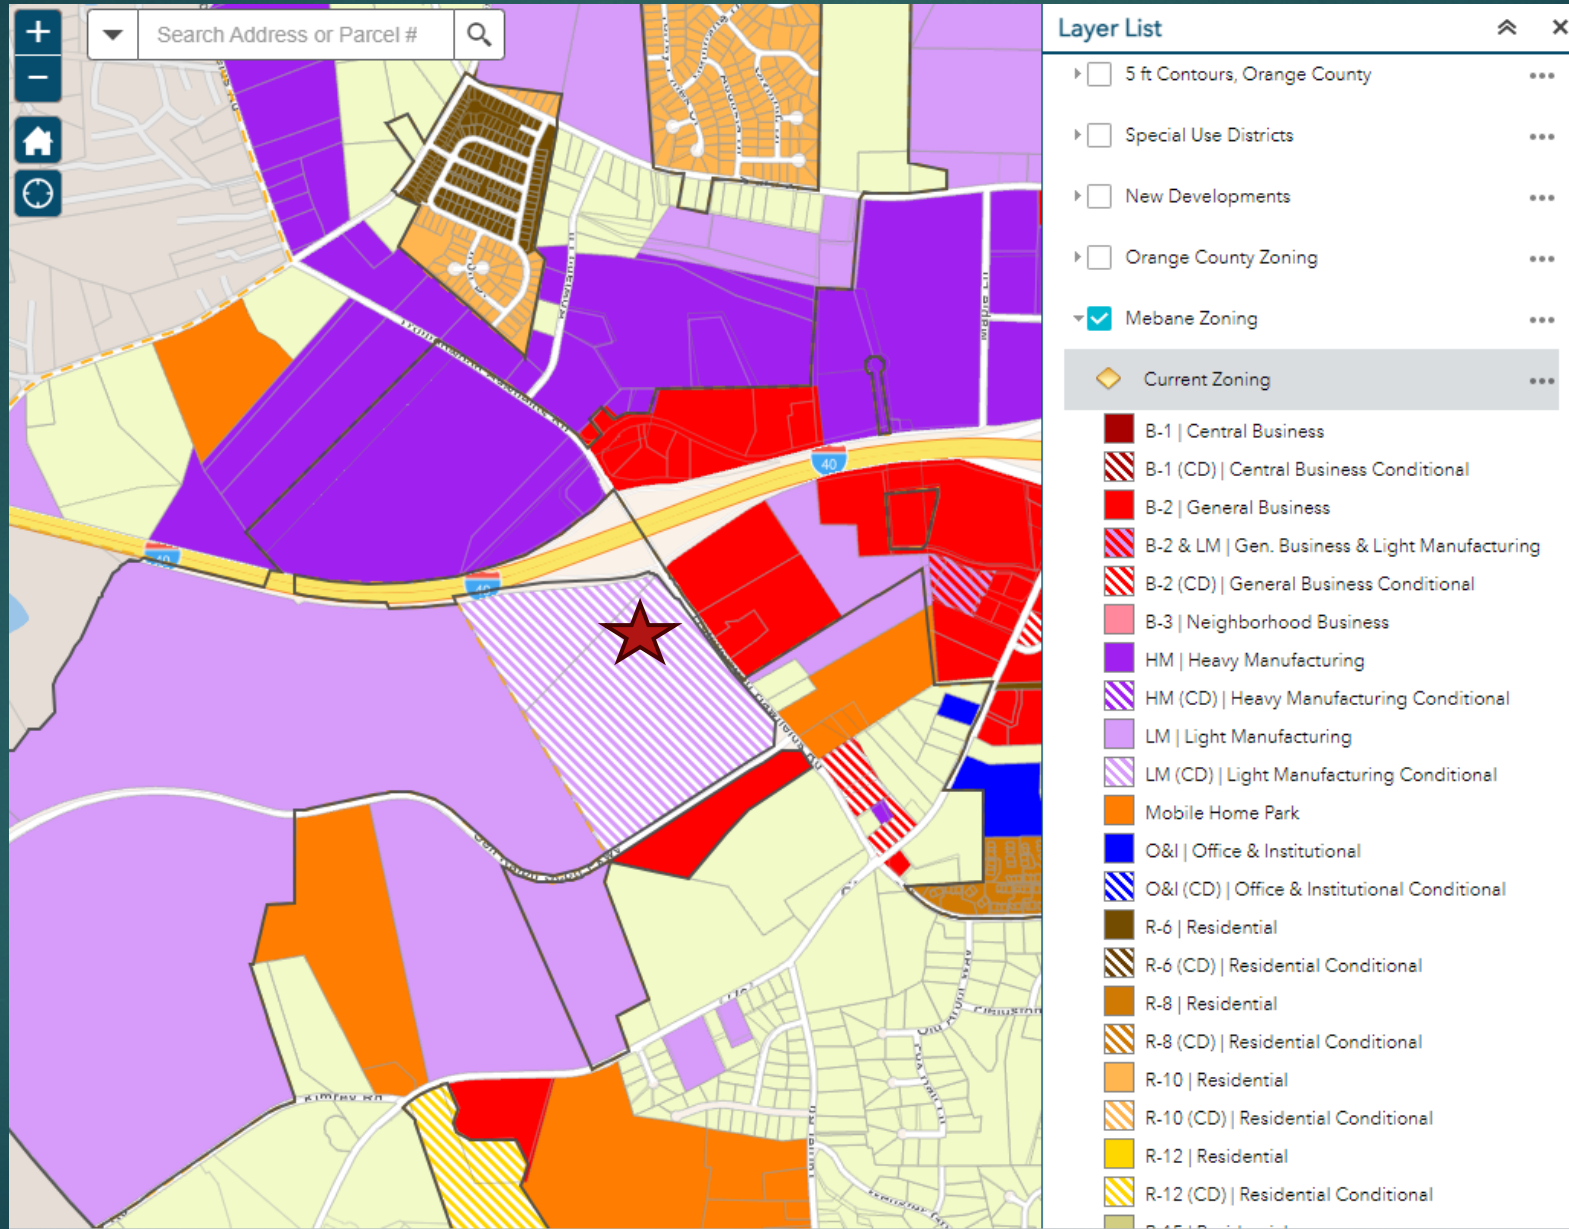 Search Address or Parcel #
Layer List
5 ft Contours, Orange County
Special Use Districts
New Developments
Orange County Zoning
Mebane Zoning
Current Zoning
B-1 | Central Business
B-1 (CD) | Central Business Conditional
B-2 | General Business
B-2 & LM | Gen. Business & Light Manufacturing
B-2 (CD) | General Business Conditional
B-3 | Neighborhood Business
HM | Heavy Manufacturing
HM (CD) | Heavy Manufacturing Conditional
LM | Light Manufacturing
LM (CD) | Light Manufacturing Conditional
Mobile Home Park
O&I | Office & Institutional
O&I (CD) | Office & Institutional Conditional
R-6 | Residential
R-6 (CD) | Residential Conditional
R-8 | Residential
R-8 (CD) | Residential Conditional
R-10 | Residential
R-10 (CD) | Residential Conditional
R-12 | Residential
R-12 (CD) | Residential Conditional
40
40
40
Kimrey Rd
Turner Rd